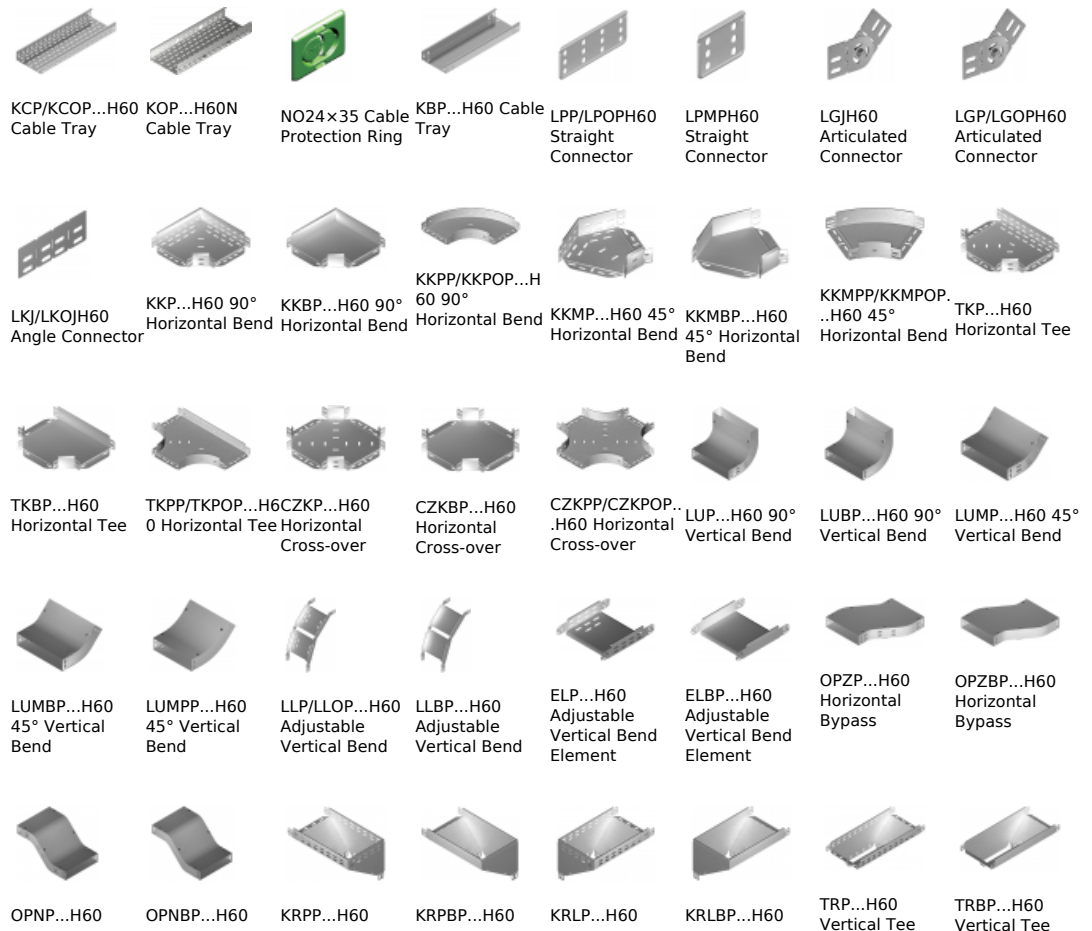 KCP/KCOP...H60
Cable Tray
KOP...H60N
Cable Tray
NO24×35 Cable
Protection Ring
KBP...H60 Cable
Tray
LPP/LPOPH60
Straight
Connector
LPMPH60
Straight
Connector
LGJH60
Articulated
Connector
LGP/LGOPH60
Articulated
Connector
LKJ/LKOJH60
Angle Connector
KKP...H60 90°
Horizontal Bend
KKBP...H60 90°
Horizontal Bend
KKPP/KKPOP...H
60 90°
Horizontal Bend
KKMP...H60 45°
Horizontal Bend
KKMBP...H60
45° Horizontal
Bend
KKMPP/KKMPOP.
..H60 45°
Horizontal Bend
TKP...H60
Horizontal Tee
TKBP...H60
Horizontal Tee
TKPP/TKPOP...H6
0 Horizontal Tee
CZKP...H60
Horizontal
Cross-over
CZKBP...H60
Horizontal
Cross-over
CZKPP/CZKPOP..
.H60 Horizontal
Cross-over
LUP...H60 90°
Vertical Bend
LUBP...H60 90°
Vertical Bend
LUMP...H60 45°
Vertical Bend
LUMBP...H60
45° Vertical
Bend
LUMPP...H60
45° Vertical
Bend
LLP/LLOP...H60
Adjustable
Vertical Bend
LLBP...H60
Adjustable
Vertical Bend
ELP...H60
Adjustable
Vertical Bend
Element
ELBP...H60
Adjustable
Vertical Bend
Element
OPZP...H60
Horizontal
Bypass
OPZBP...H60
Horizontal
Bypass
OPNP...H60
OPNBP...H60
KRPP...H60
KRPBP...H60
KRLP...H60
KRLBP...H60
TRP...H60
Vertical Tee
TRBP...H60
Vertical Tee